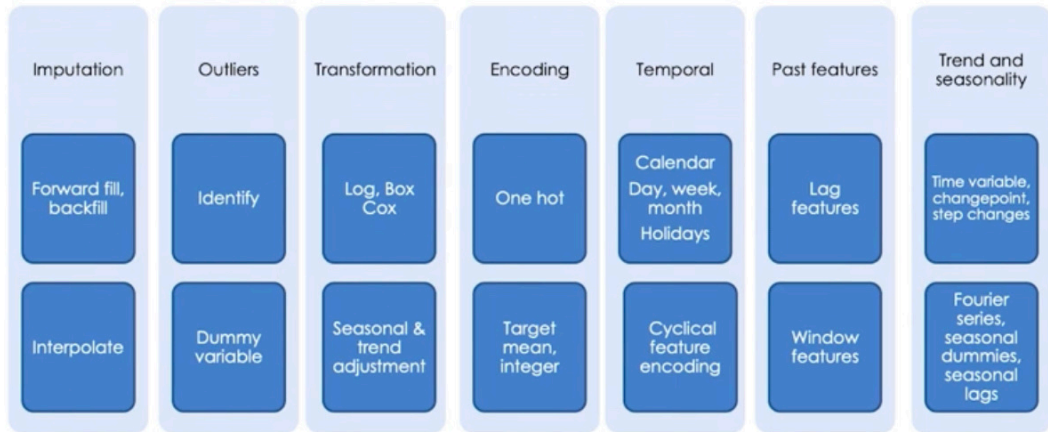 Imputation
Outliers
Transformation
Encoding
Temporal
Past features
Trend and
seasonality
Forward fill,
backfill
Identify
Log, Box
Cox
One hot
Calendar
Day, week,
month
Holidays
Lag
features
Time variable,
changepoint,
step changes
Interpolate
Dummy
variable
Seasonal &
trend
adjustment
Target
mean,
integer
Cyclical
feature
encoding
Window
features
Fourier
series,
seasonal
dummies,
seasonal
lags